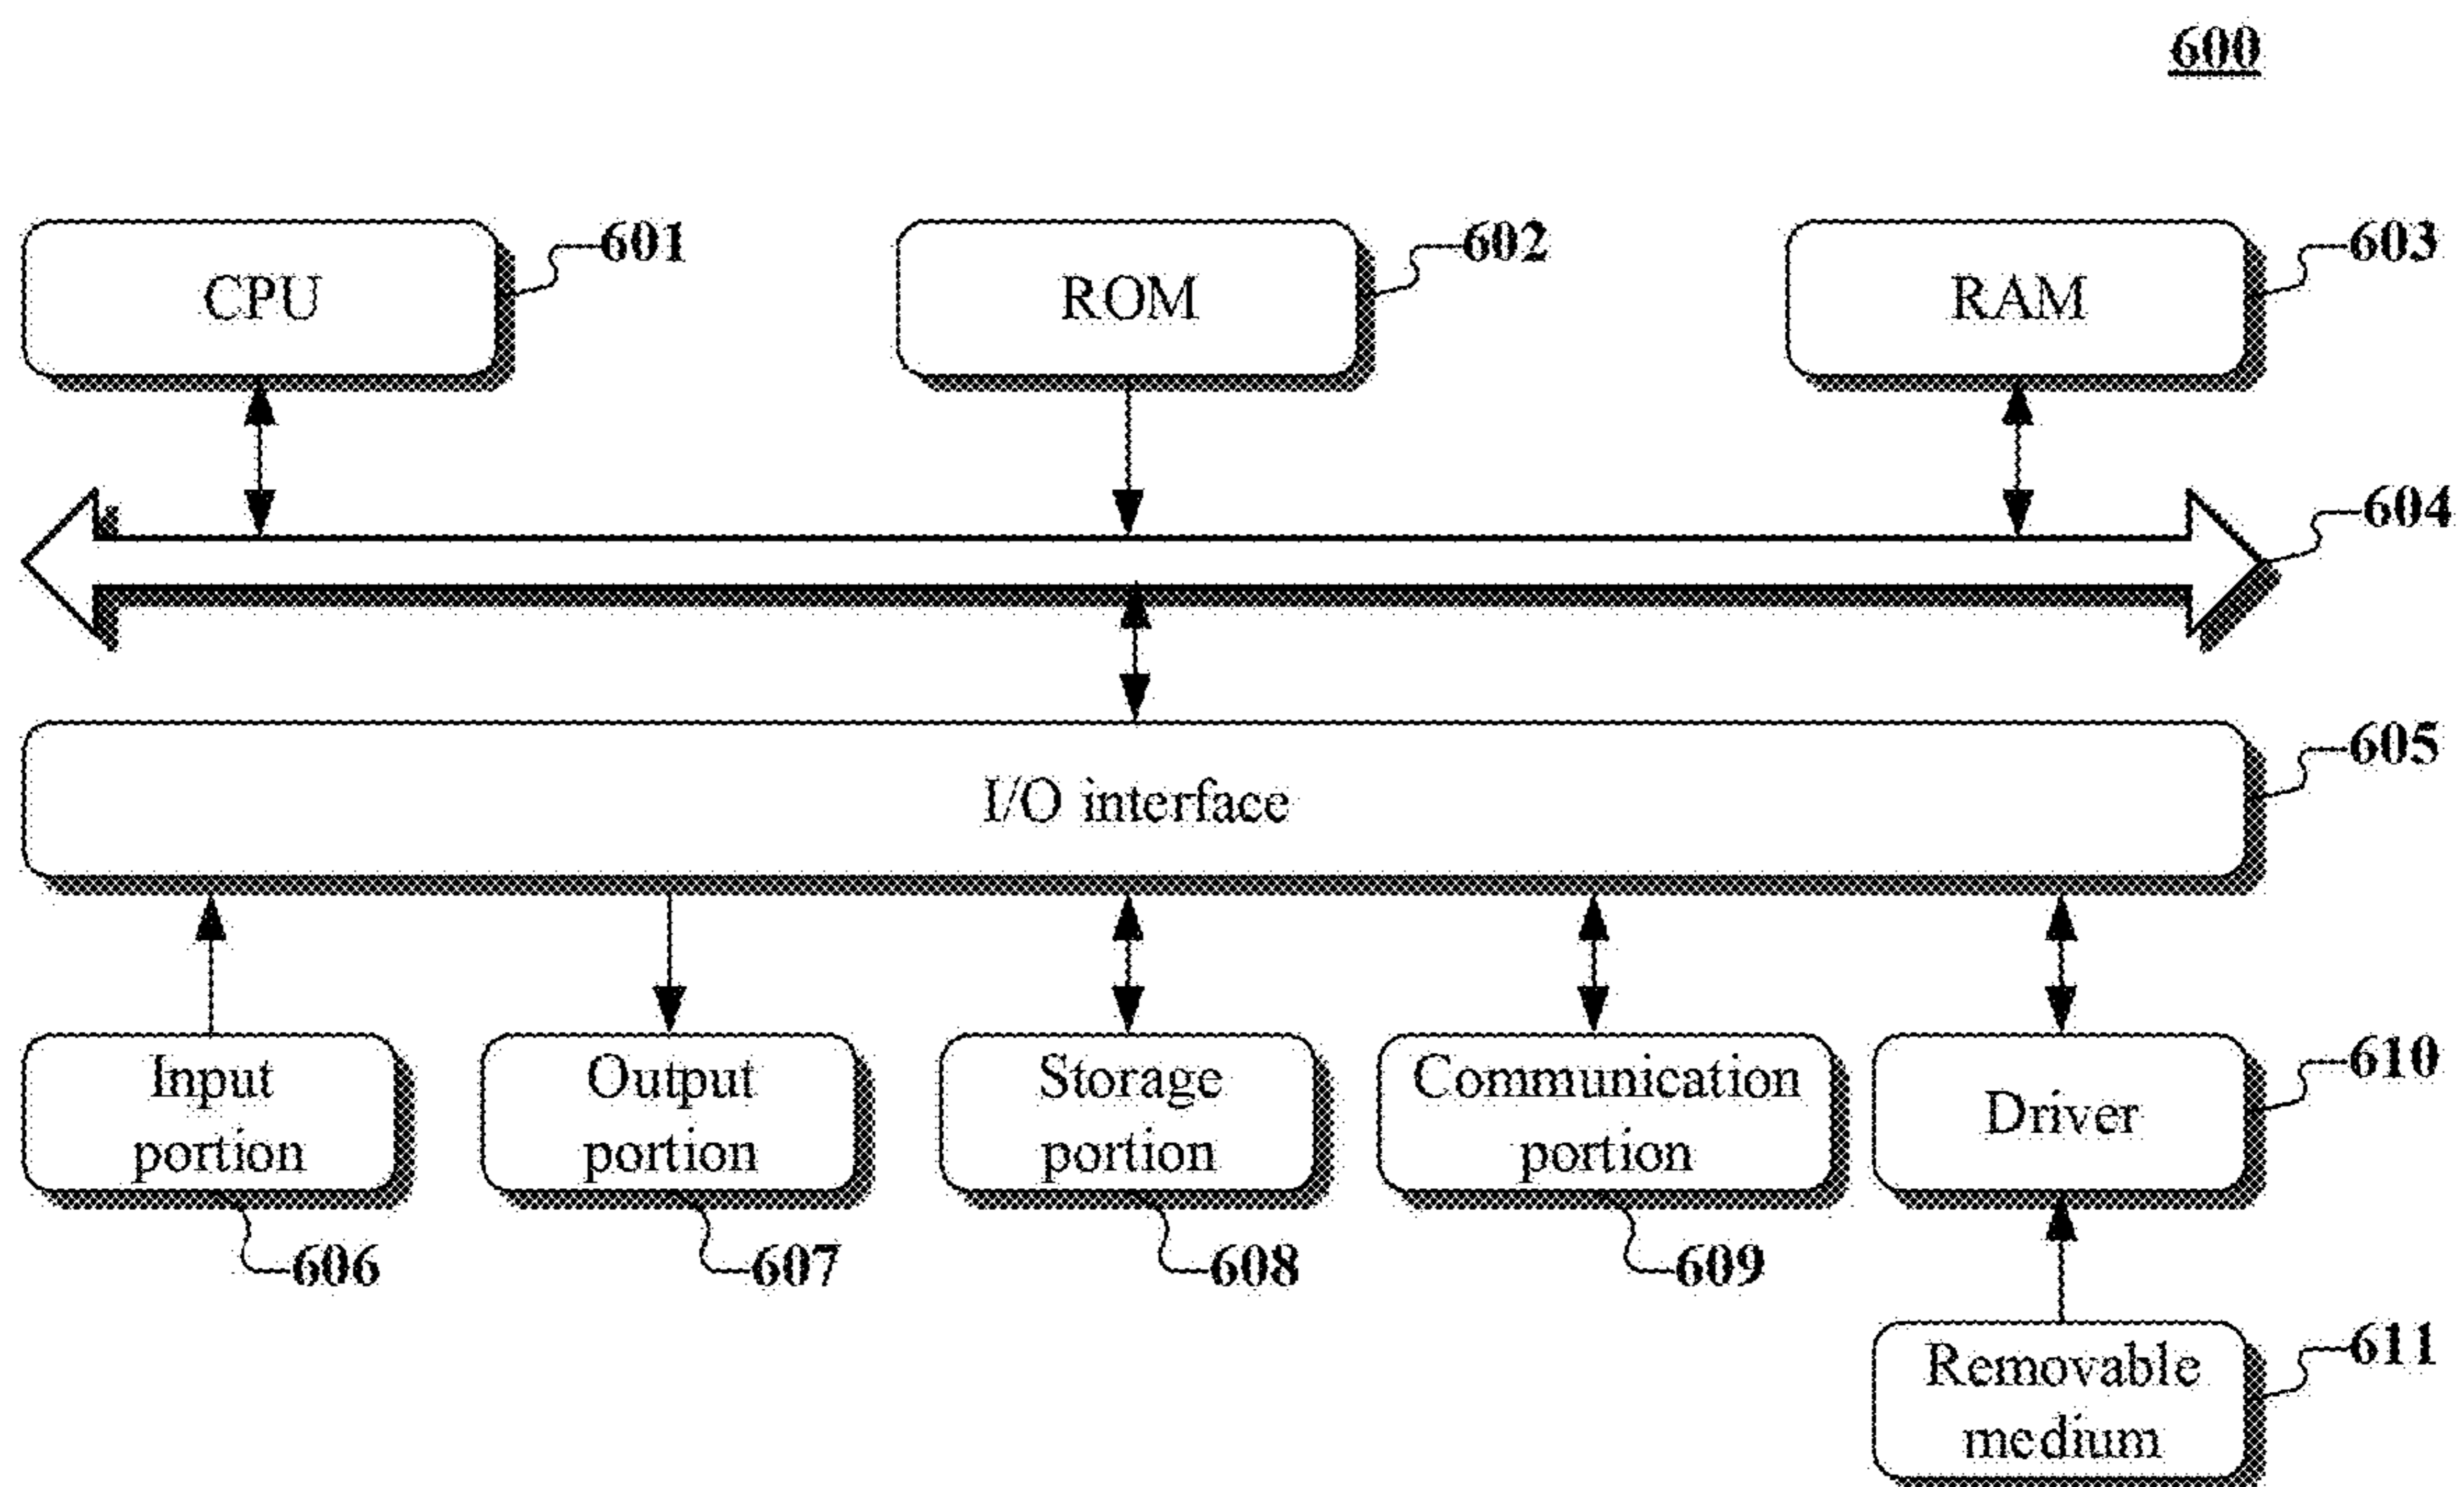 600
CPU
601
ROM
602
RAM
603
604
I/O interface
605
Input
portion
606
Output
portion
607
Storage
portion
608
Communication
portion
609
Driver
610
Removable
medium
611